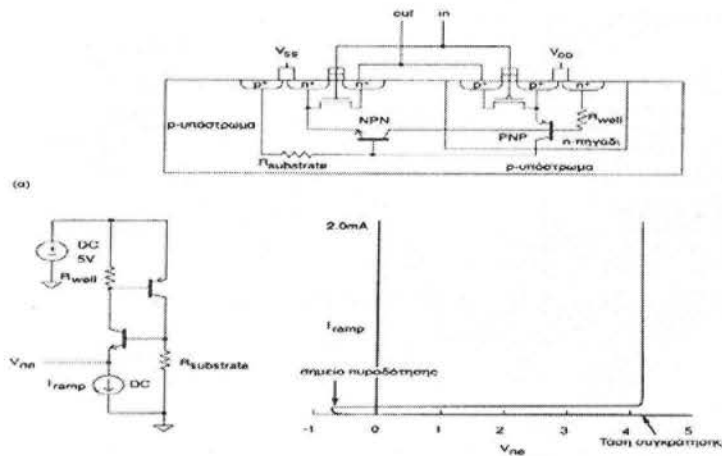 out in
VSS VDD
p+ n+ n+ p+ p+ n+
p-υπόστρωμα NPN PNP Rwell
n-πηγάδι
Rsubstrate p-υπόστρωμα
(α)
DC
5V
Rwell
Vne
Rsubstrate
Iramp DC
2.0mA
Iramp
σημείο πυροδότησης
-1 0 1 2 3 4 5
Vne
Τάση συγκράτησης